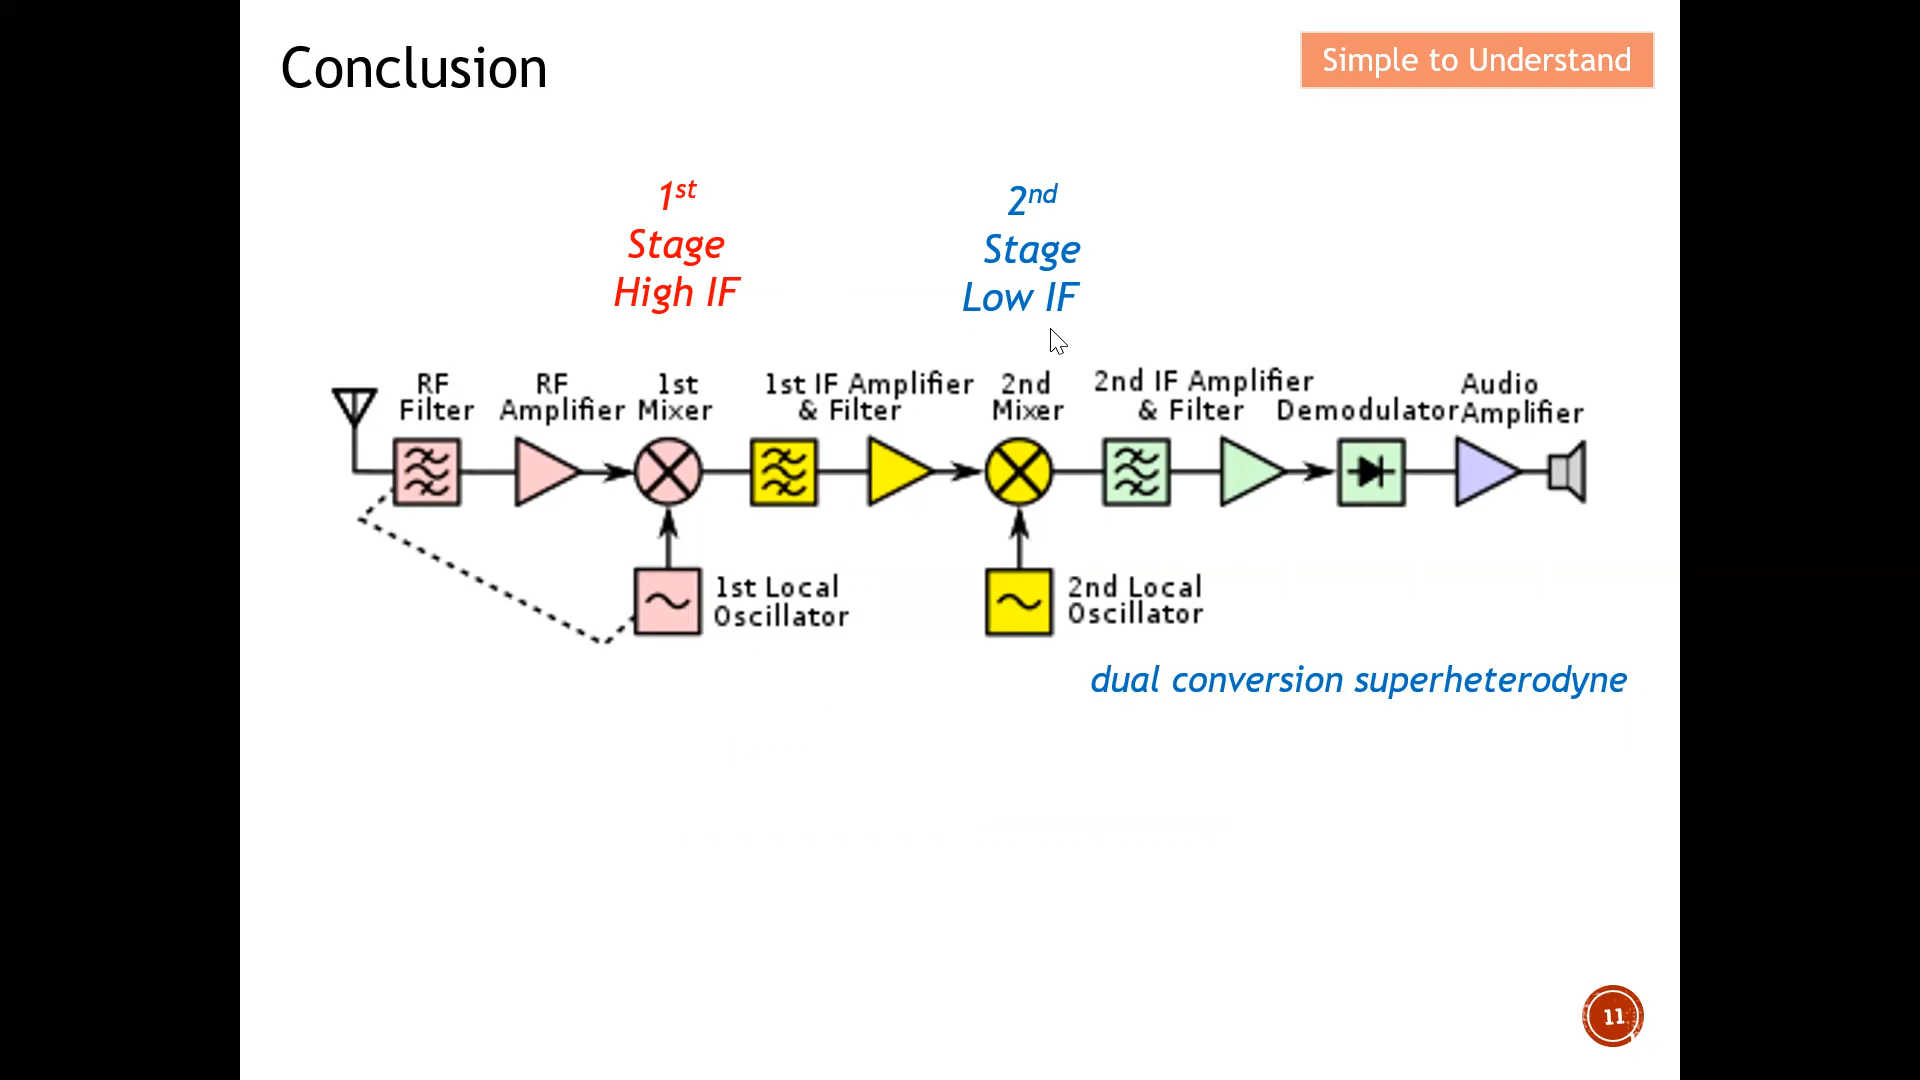 Conclusion
Simple to Understand
1st
Stage
High IF
2nd
Stage
Low IF
RF
Filter
RF
Amplifier
1st
Mixer
1st IF Amplifier
& Filter
2nd
Mixer
2nd IF Amplifier
& Filter
Demodulator
Audio
Amplifier
1st Local
Oscillator
2nd Local
Oscillator
dual conversion superheterodyne
11